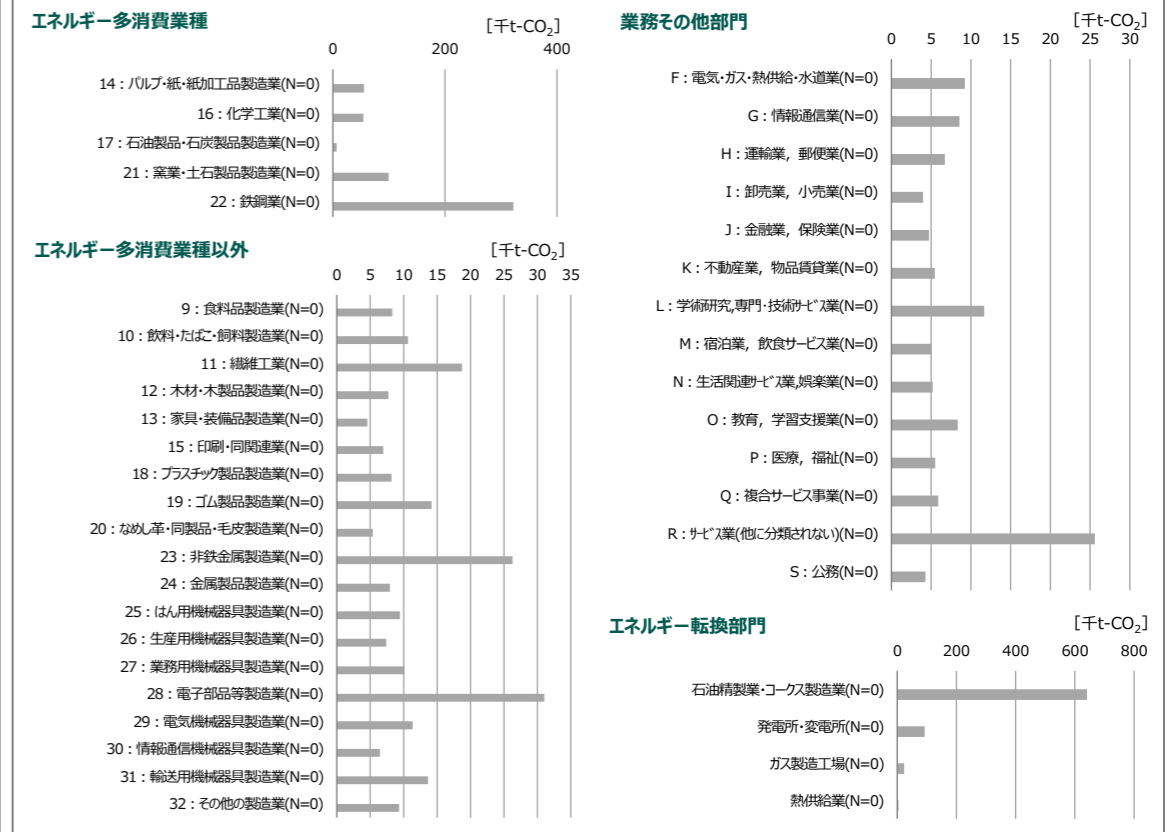 エネルギー多消費業種
[千t-CO2]
0 200 400
14：パルプ・紙・紙加工品製造業(N=0)
16：化学工業(N=0)
17：石油製品・石炭製品製造業(N=0)
21：窯業・土石製品製造業(N=0)
22：鉄鋼業(N=0)
エネルギー多消費業種以外
[千t-CO2]
0 5 10 15 20 25 30 35
9：食料品製造業(N=0)
10：飲料・たばこ・飼料製造業(N=0)
11：繊維工業(N=0)
12：木材・木製品製造業(N=0)
13：家具・装備品製造業(N=0)
15：印刷・同関連業(N=0)
18：プラスチック製品製造業(N=0)
19：ゴム製品製造業(N=0)
20：なめし革・同製品・毛皮製造業(N=0)
23：非鉄金属製造業(N=0)
24：金属製品製造業(N=0)
25：はん用機械器具製造業(N=0)
26：生産用機械器具製造業(N=0)
27：業務用機械器具製造業(N=0)
28：電子部品等製造業(N=0)
29：電気機械器具製造業(N=0)
30：情報通信機械器具製造業(N=0)
31：輸送用機械器具製造業(N=0)
32：その他の製造業(N=0)
業務その他部門
[千t-CO2]
0 5 10 15 20 25 30
F：電気・ガス・熱供給・水道業(N=0)
G：情報通信業(N=0)
H：運輸業，郵便業(N=0)
I：卸売業，小売業(N=0)
J：金融業，保険業(N=0)
K：不動産業，物品賃貸業(N=0)
L：学術研究,専門・技術ｻｰﾋﾞｽ業(N=0)
M：宿泊業，飲食サービス業(N=0)
N：生活関連ｻｰﾋﾞｽ業,娯楽業(N=0)
O：教育，学習支援業(N=0)
P：医療，福祉(N=0)
Q：複合サービス事業(N=0)
R：ｻｰﾋﾞｽ業(他に分類されない)(N=0)
S：公務(N=0)
エネルギー転換部門
[千t-CO2]
0 200 400 600 800
石油精製業・コークス製造業(N=0)
発電所・変電所(N=0)
ガス製造工場(N=0)
熱供給業(N=0)